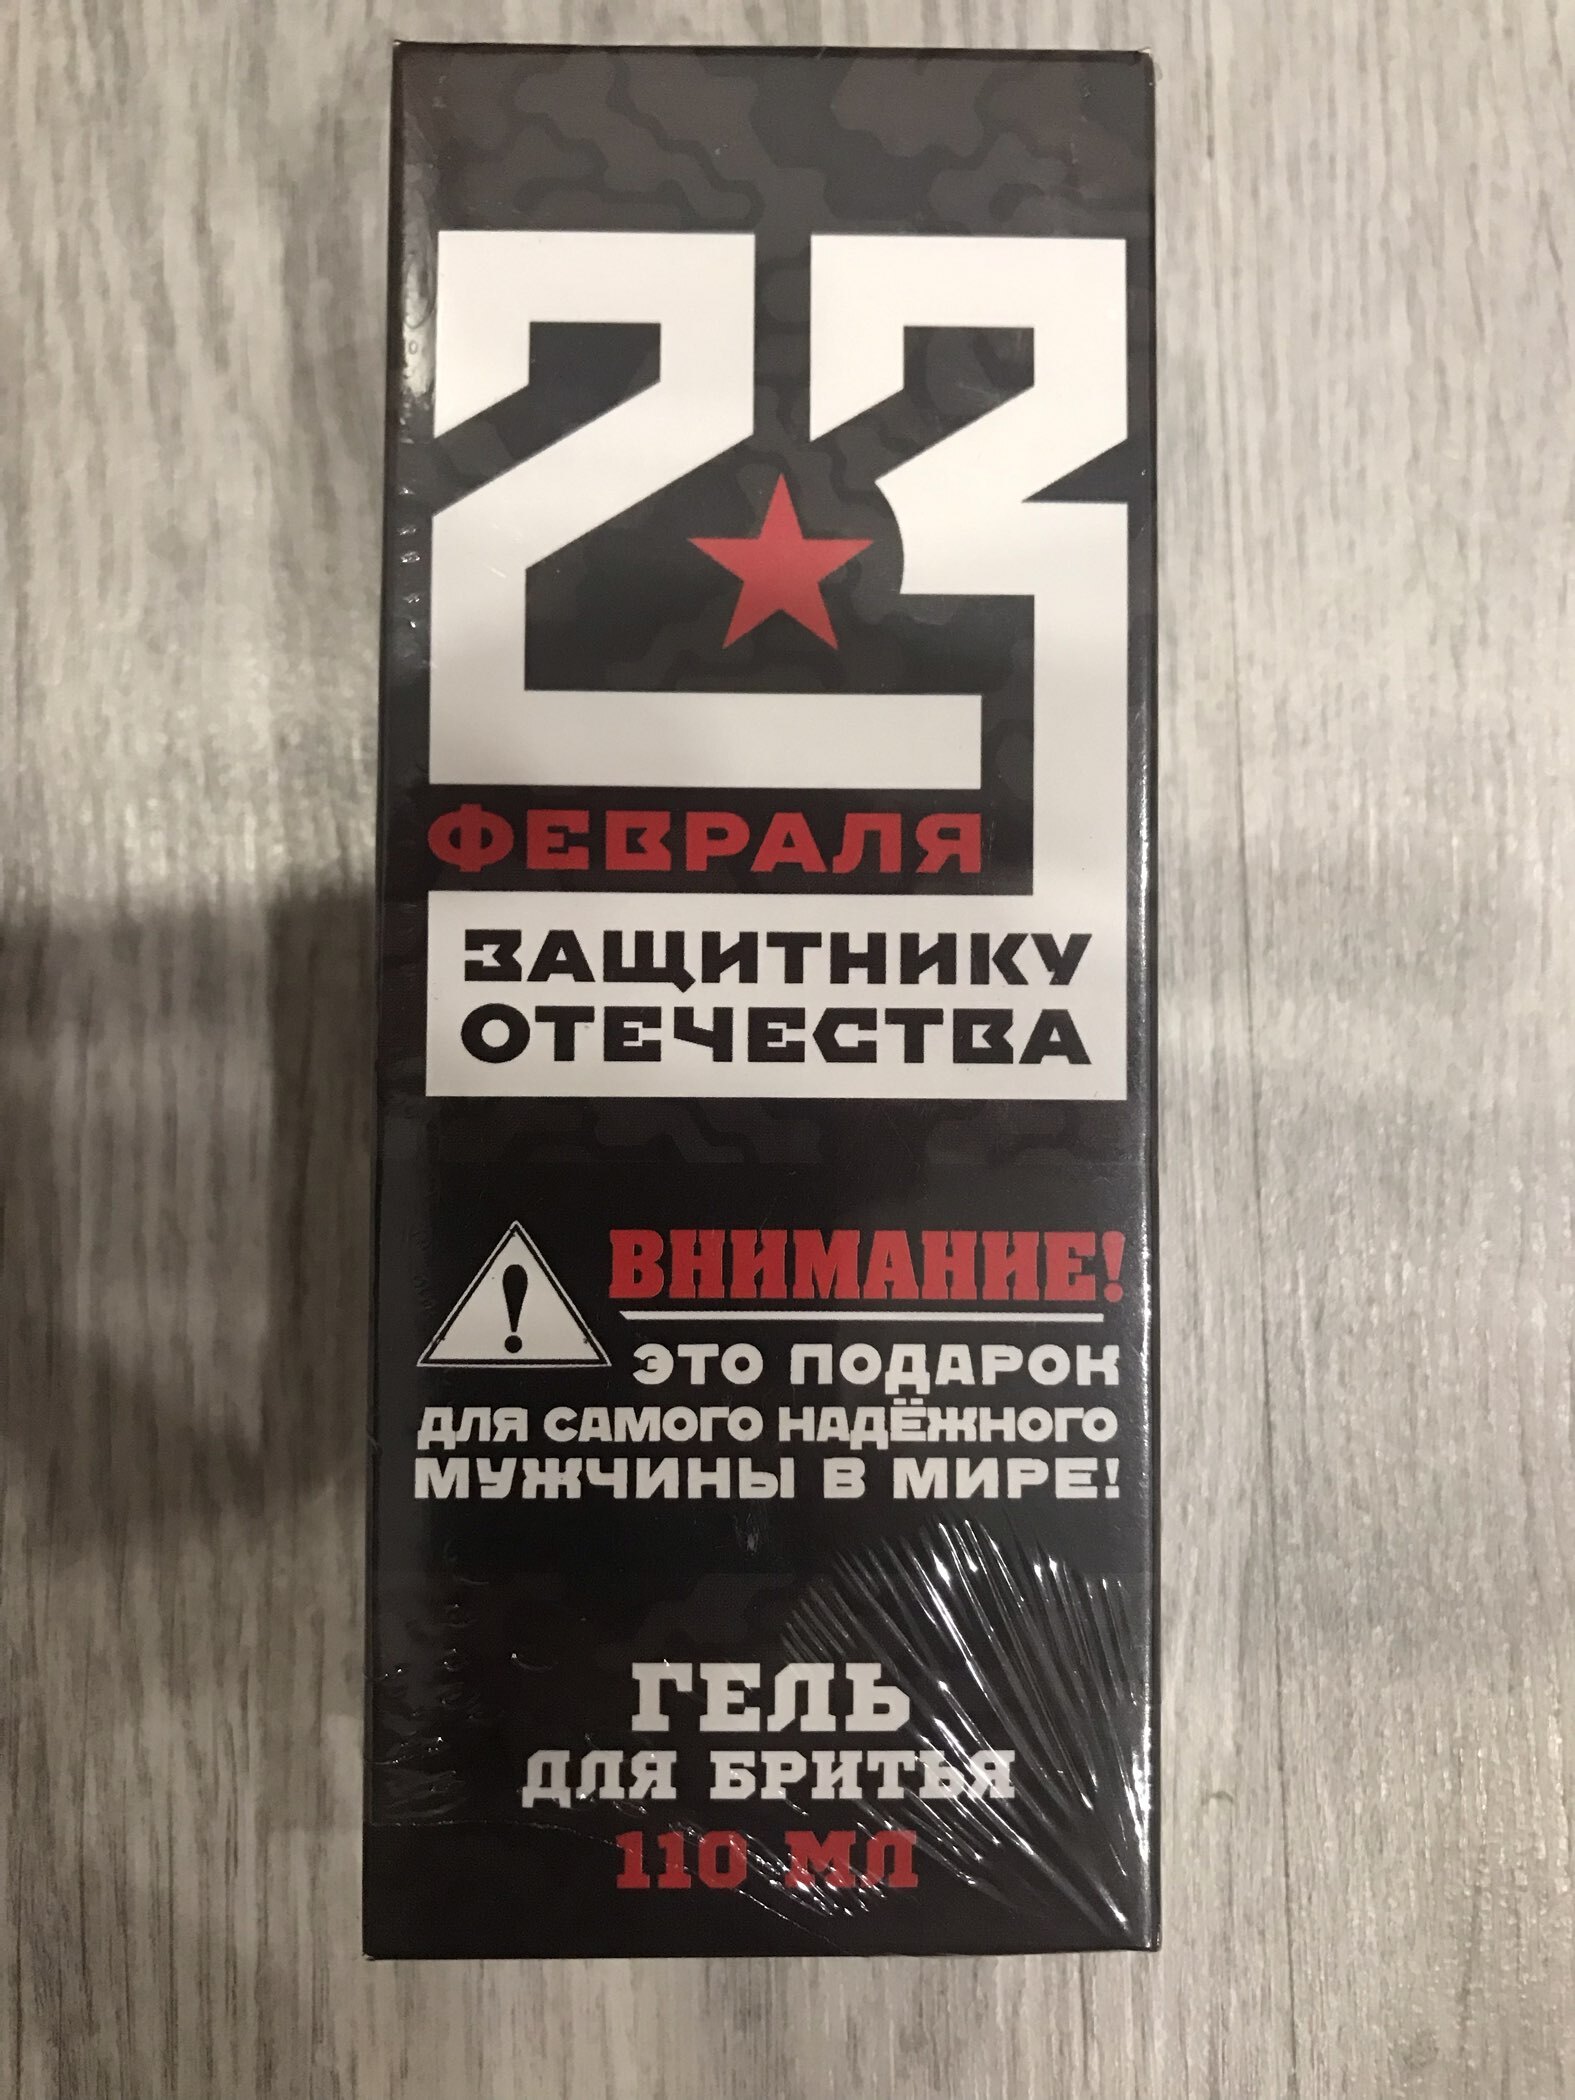 23
ФЕВРАЛЯ
ЗАЩИТНИКУ
ОТЕЧЕСТВА
ВНИМАНИЕ!
ЭТО ПОДАРОК
ДЛЯ САМОГО НАДЁЖНОГО
МУЖЧИНЫ В МИРЕ!
ГЕЛЬ
ДЛЯ БРИТЬЯ
110 МЛ